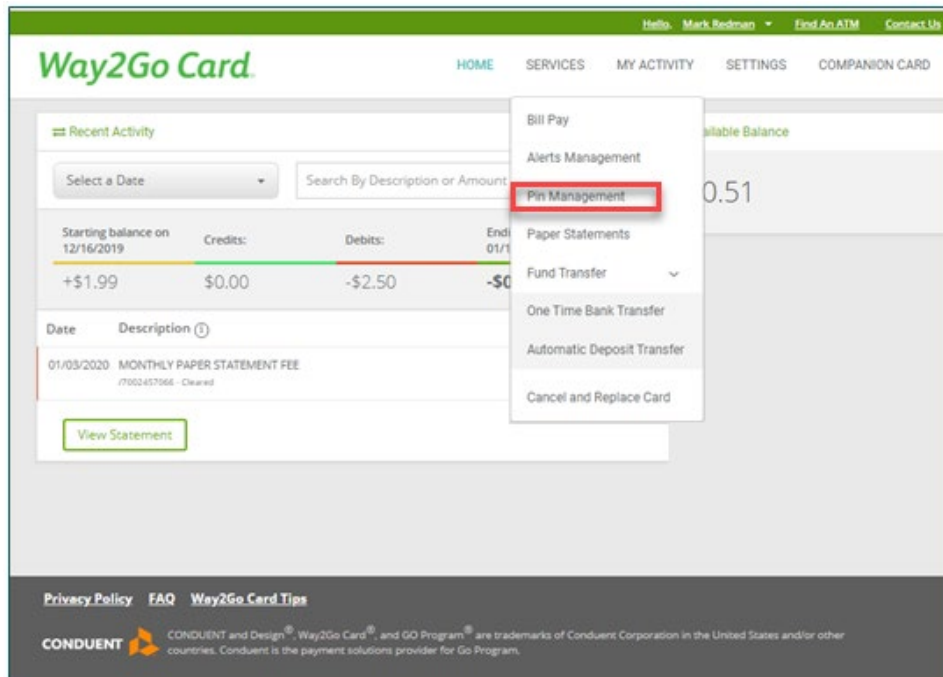 Hello, Mark Redman Find An ATM Contact Us
Way2Go Card.
HOME SERVICES MY ACTIVITY SETTINGS COMPANION CARD
Recent Activity
Select a Date
Search By Description or Amount
Starting balance on
12/16/2019
Credits:
Debits:
+$1.99 $0.00 -$2.50
Date Description
01/03/2020 MONTHLY PAPER STATEMENT FEE
/7002457066 - Cleared
View Statement
Bill Pay
Alerts Management
Pin Management
Paper Statements
Fund Transfer
One Time Bank Transfer
Automatic Deposit Transfer
Cancel and Replace Card
Balance
0.51
Privacy Policy FAQ Way2Go Card Tips
CONDUENT
CONDUENT and Design®, Way2Go Card®, and GO Program® are trademarks of Conduent Corporation in the United States and/or other
countries. Conduent is the payment solutions provider for Go Program.